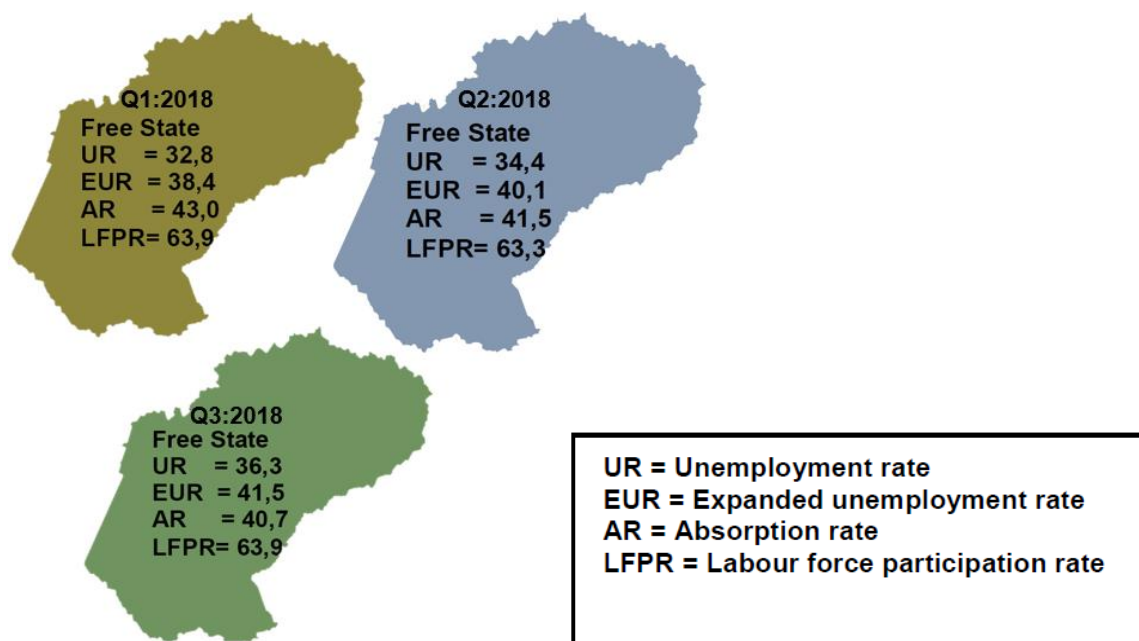 Q1:2018
Free State
UR = 32,8
EUR = 38,4
AR = 43,0
LFPR= 63,9
Q2:2018
Free State
UR = 34,4
EUR = 40,1
AR = 41,5
LFPR= 63,3
Q3:2018
Free State
UR = 36,3
EUR = 41,5
AR = 40,7
LFPR= 63,9
UR = Unemployment rate
EUR = Expanded unemployment rate
AR = Absorption rate
LFPR = Labour force participation rate